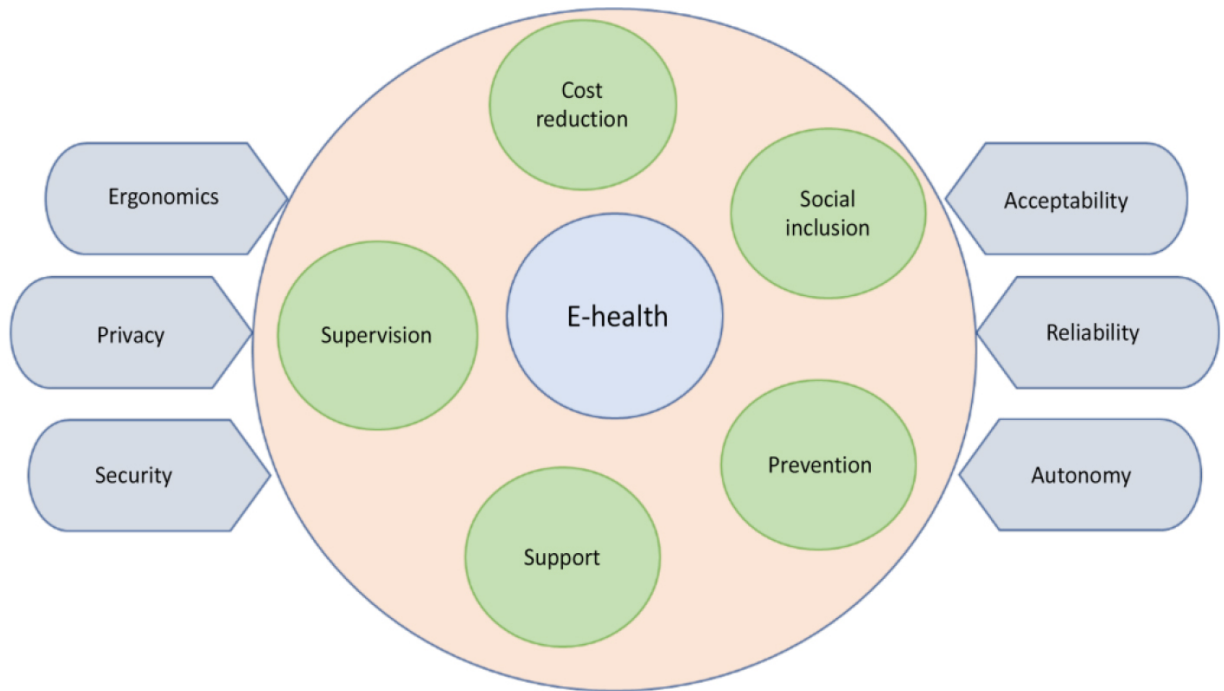 Cost
reduction
Ergonomics
Social
inclusion
Acceptability
Privacy
Supervision
E-health
Reliability
Security
Prevention
Autonomy
Support